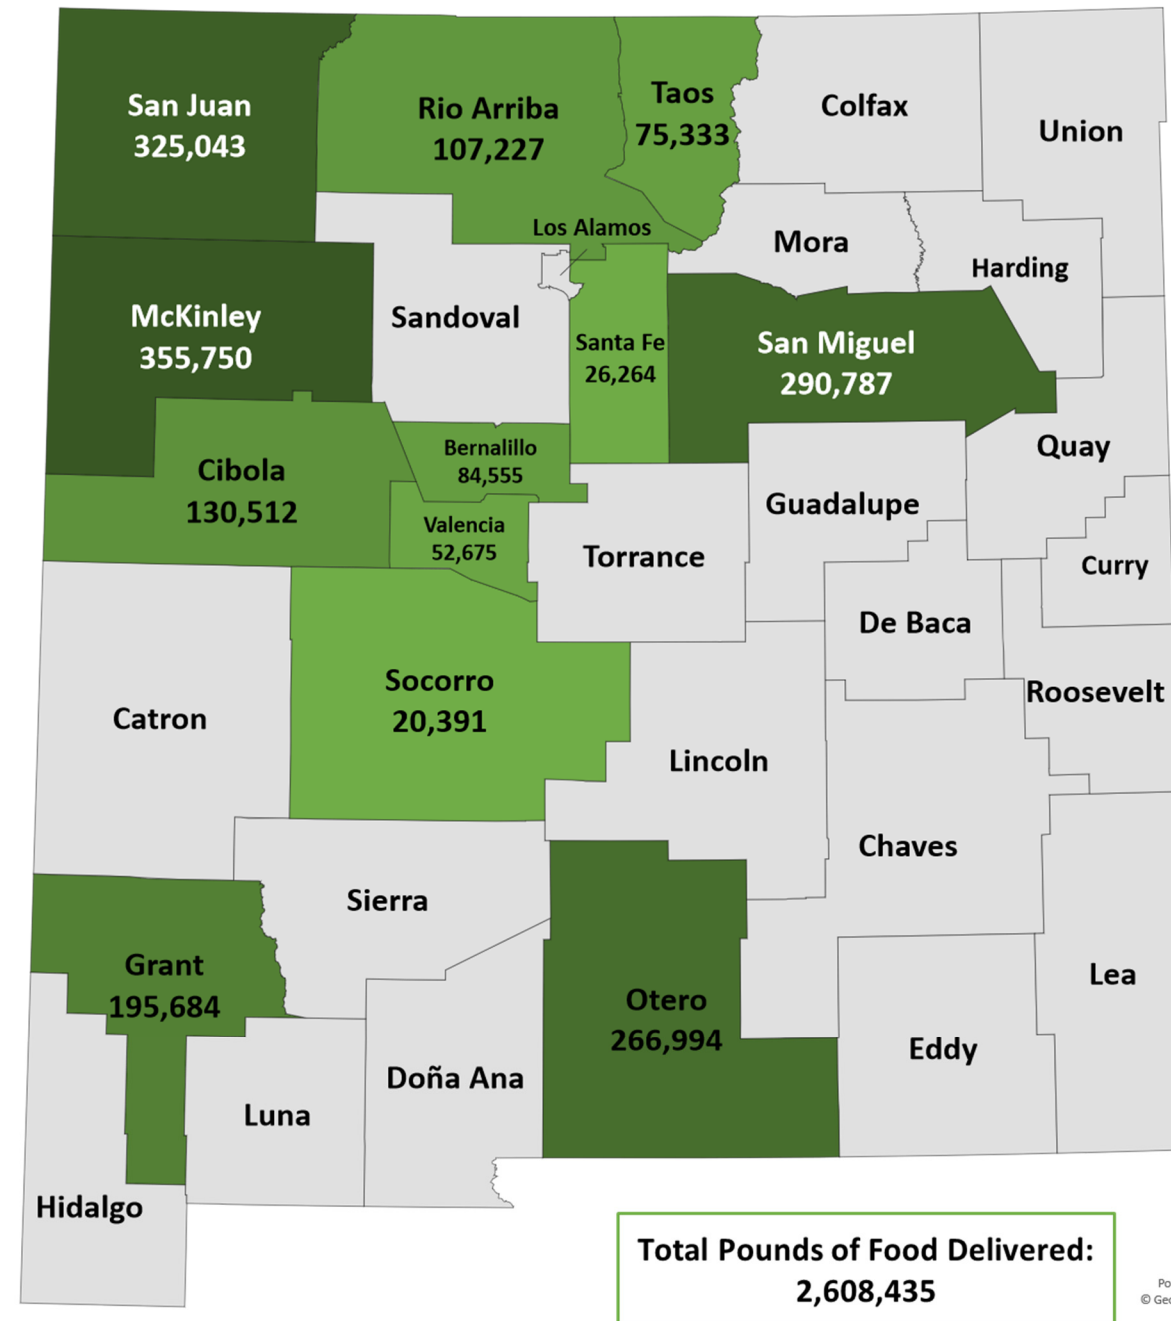 San Juan
325,043
Rio Arriba
107,227
Taos
75,333
Colfax
Union
Los Alamos
Mora
Harding
McKinley
355,750
Sandoval
Santa Fe
26,264
San Miguel
290,787
Quay
Cibola
130,512
Bernalillo
84,555
Guadalupe
Valencia
52,675
Torrance
Curry
De Baca
Socorro
20,391
Roosevelt
Catron
Lincoln
Chaves
Sierra
Grant
195,684
Otero
266,994
Lea
Eddy
Doña Ana
Luna
Hidalgo
Total Pounds of Food Delivered:
2,608,435
Po
© Geo